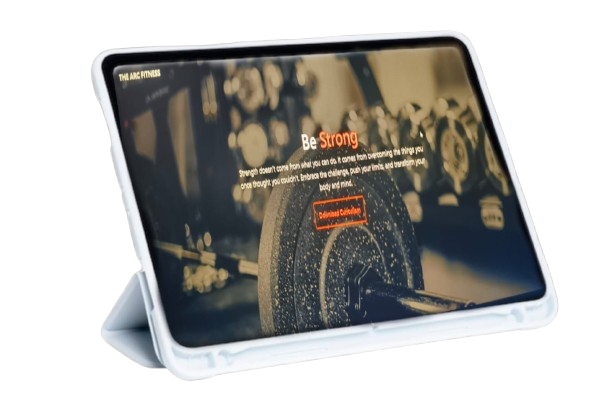 THE ARC FITNESS
Be Strong
Strength doesn't come from what you can do. It comes from overcoming the things you
once thought you couldn't. Embrace the challenge, push your limits, and transform your
body and mind.
Download Curriculum